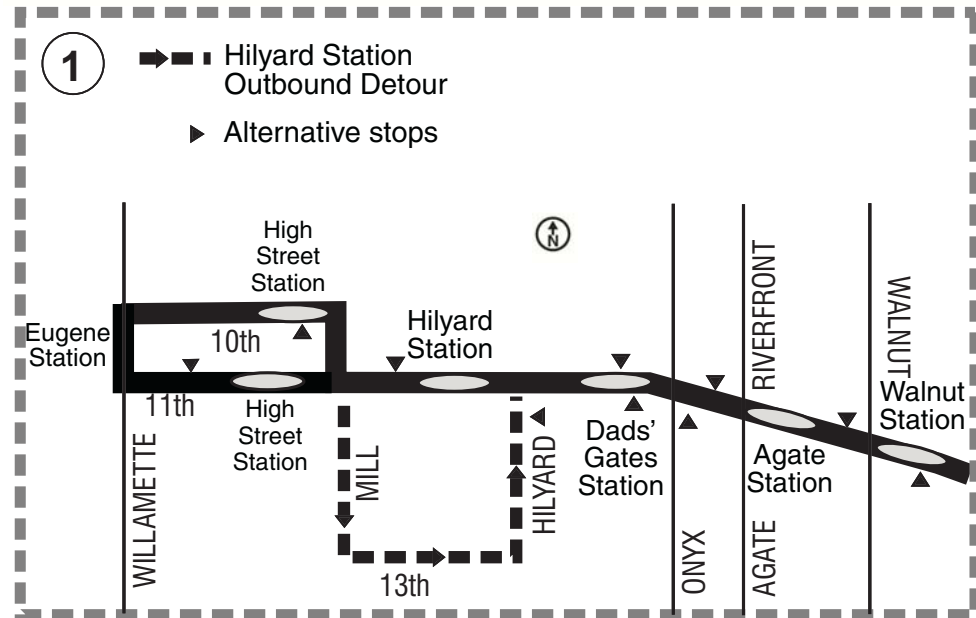 1
Hilyard Station
Outbound Detour
Alternative stops
N
High
Street
Station
Eugene
Station
10th
Hilyard
Station
RIVERFRONT
WALNUT
Walnut
Station
11th
High
Street
Station
WILLAMETTE
MILL
HILYARD
Dads'
Gates
Station
Agate
Station
ONYX
AGATE
13th